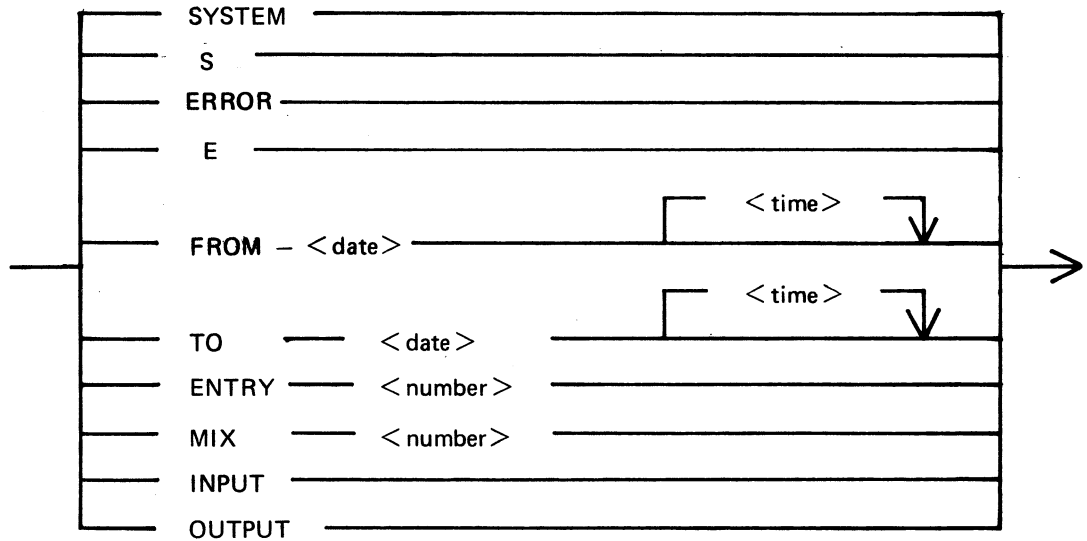 SYSTEM
S
ERROR
E
<time>
FROM – <date>
<time>
TO <date>
ENTRY <number>
MIX <number>
INPUT
OUTPUT